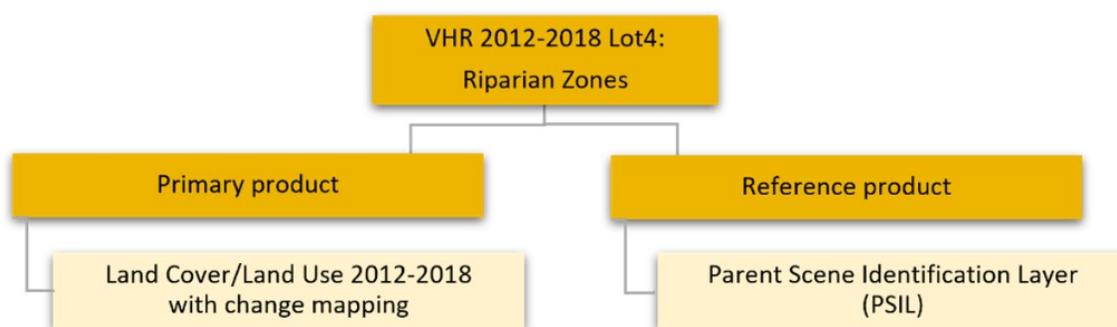 VHR 2012-2018 Lot4:
Riparian Zones
Primary product
Reference product
Land Cover/Land Use 2012-2018
with change mapping
Parent Scene Identification Layer
(PSIL)